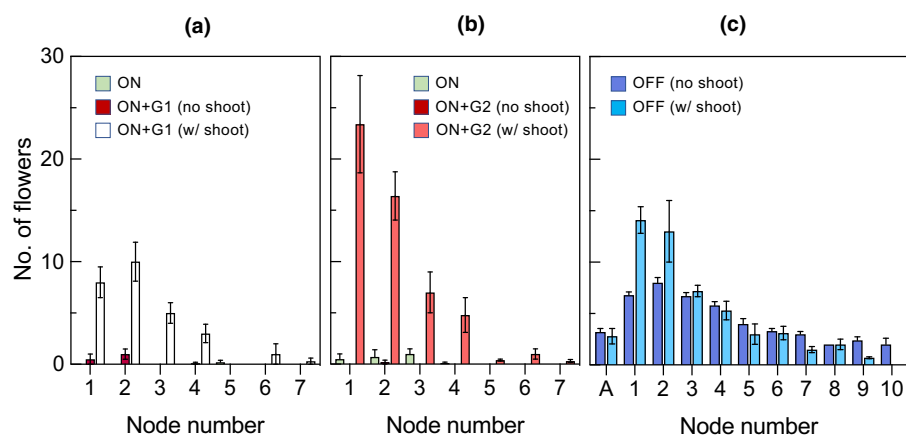 (a)
(b)
(c)
No. of flowers
30
20
10
0
ON
ON+G1 (no shoot)
ON+G1 (w/ shoot)
ON
ON+G2 (no shoot)
ON+G2 (w/ shoot)
OFF (no shoot)
OFF (w/ shoot)
1 2 3 4 5 6 7
1 2 3 4 5 6 7
A 1 2 3 4 5 6 7 8 9 10
Node number
Node number
Node number